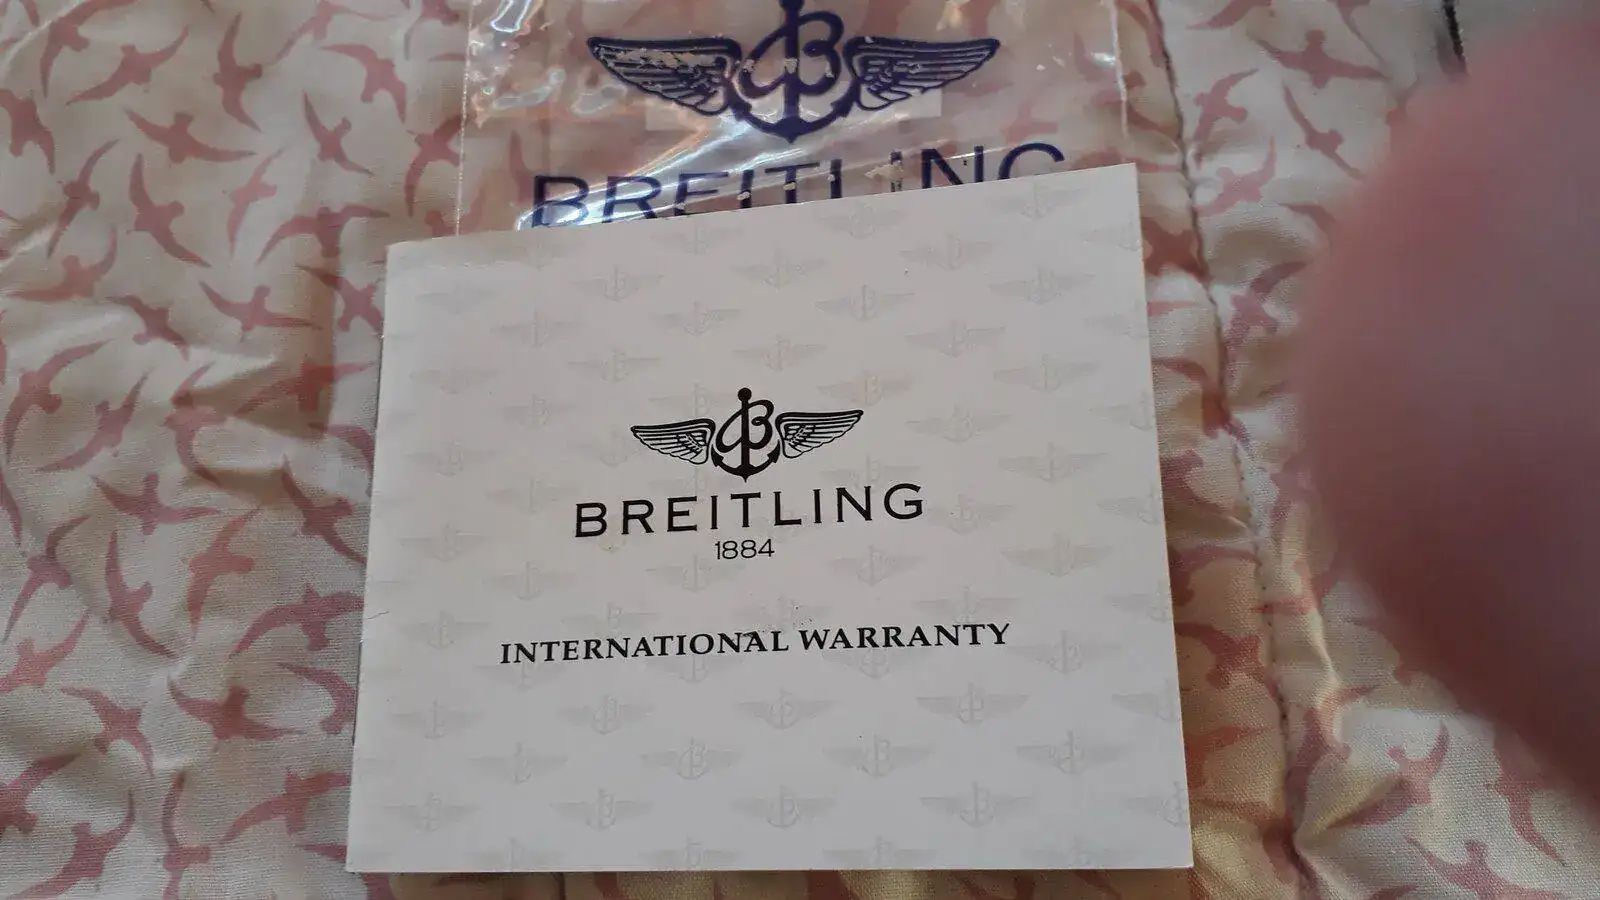 B
BREITLING
B
BREITLING
1884
INTERNATIONAL WARRANTY